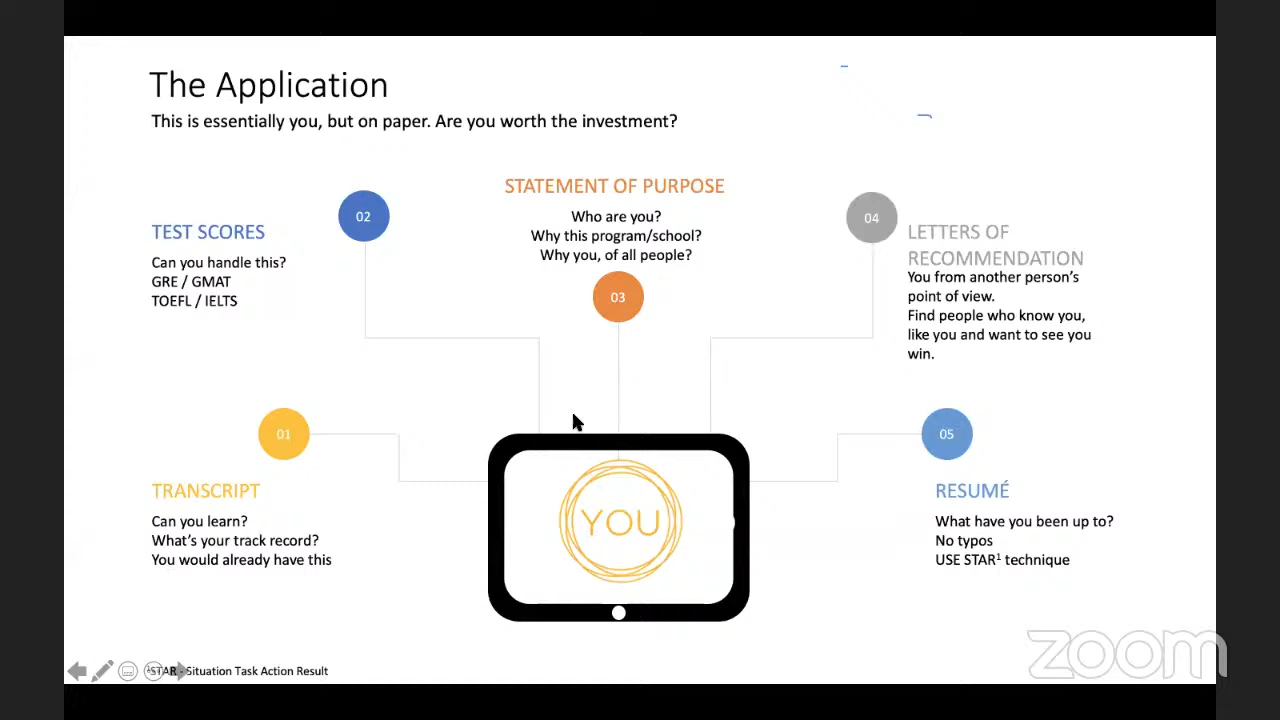 The Application
This is essentially you, but on paper. Are you worth the investment?
01
TRANSCRIPT
Can you learn?
What's your track record?
You would already have this
02
TEST SCORES
Can you handle this?
GRE / GMAT
TOEFL / IELTS
STATEMENT OF PURPOSE
Who are you?
Why this program/school?
Why you, of all people?
03
04
LETTERS OF
RECOMMENDATION
You from another person's
point of view.
Find people who know you,
like you and want to see you
win.
05
RESUMÉ
What have you been up to?
No typos
USE STAR¹ technique
YOU
¹STAR - Situation Task Action Result
zoom